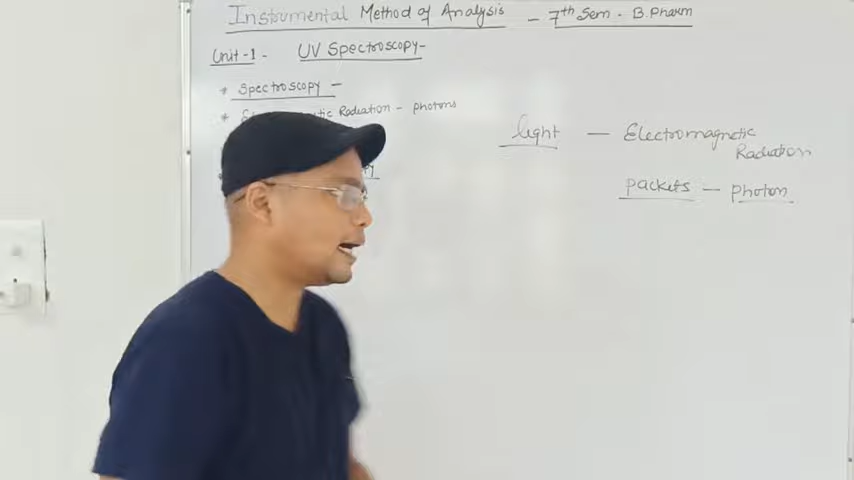 Instrumental Method of Analysis - 7th Sem. B. Pharm
Unit-1 - UV Spectroscopy-
* Spectroscopy -
* Radiation - photons
light — Electromagnetic
Radiation
packets — photon